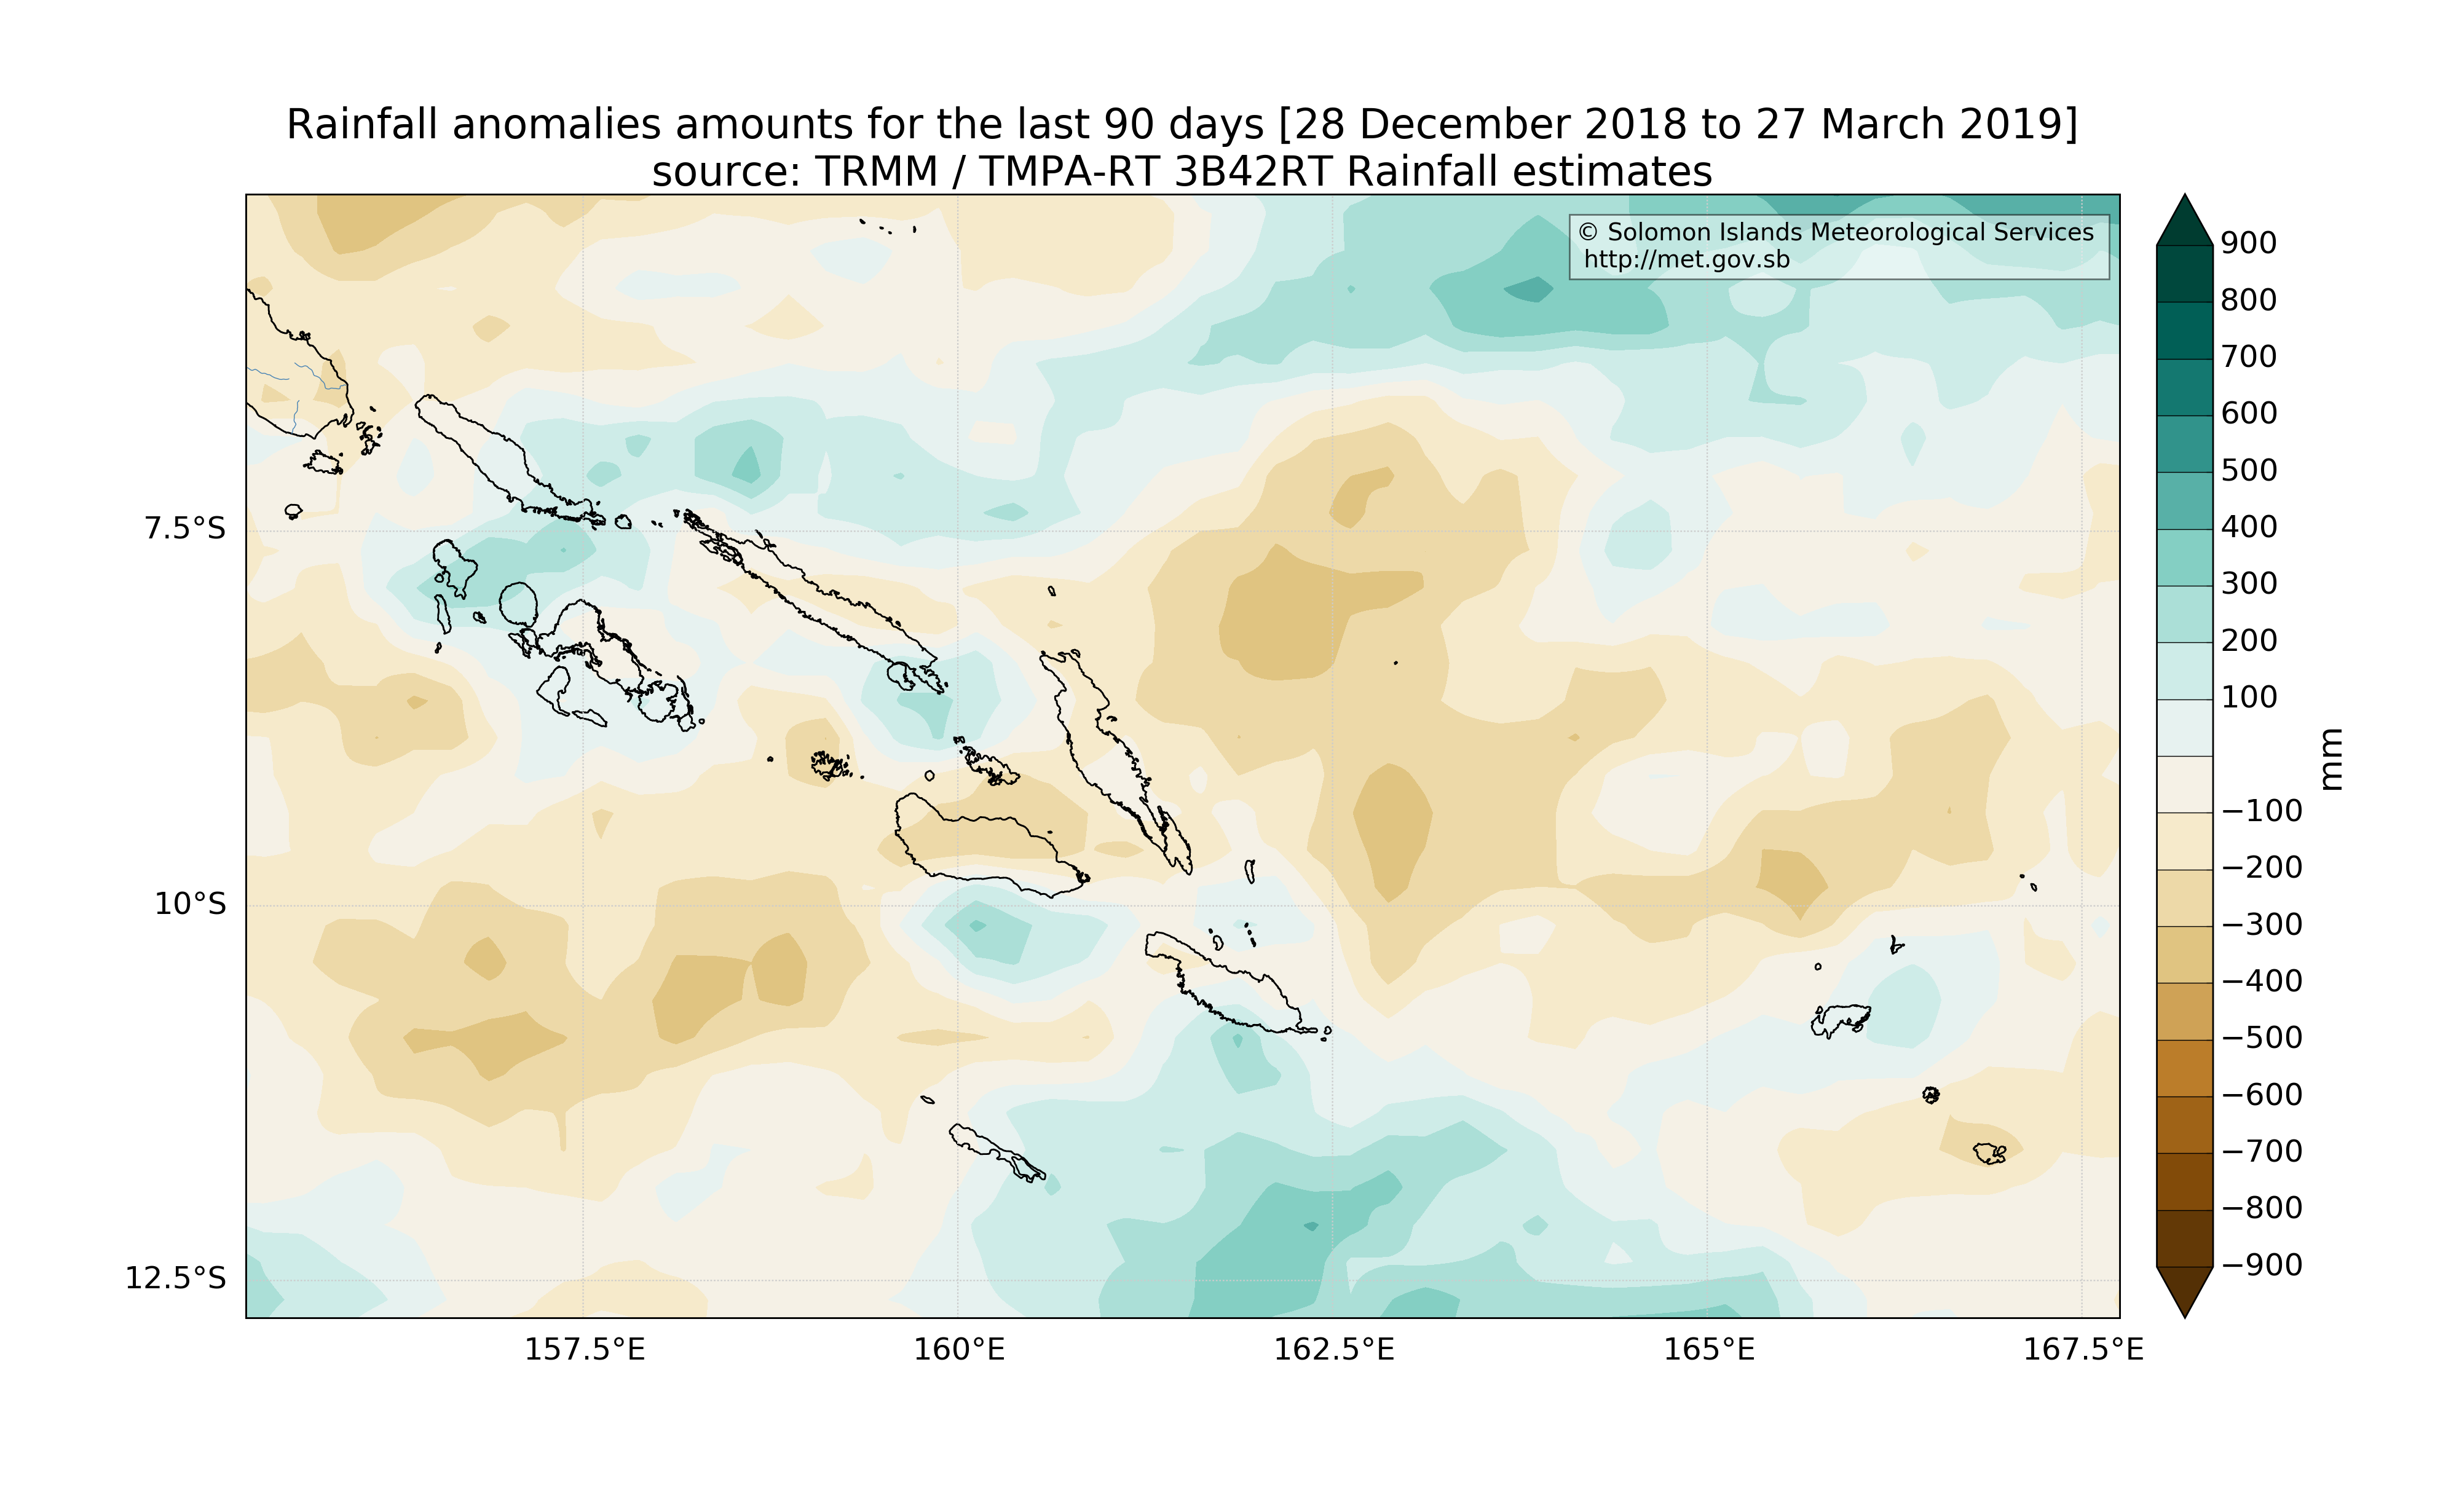 Rainfall anomalies amounts for the last 90 days [28 December 2018 to 27 March 2019]
source: TRMM / TMPA-RT 3B42RT Rainfall estimates
© Solomon Islands Meteorological Services
http://met.gov.sb
7.5°S
10°S
12.5°S
157.5°E
160°E
162.5°E
165°E
167.5°E
900
800
700
600
500
400
300
200
100
−100
−200
−300
−400
−500
−600
−700
−800
−900
mm